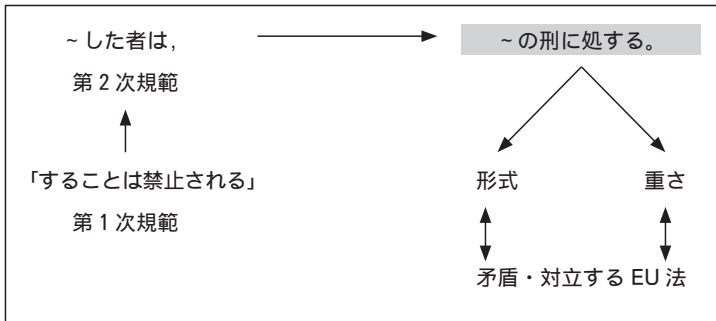 ~した者は，
~の刑に処する。
第2次規範
「することは禁止される」
形式
重さ
第1次規範
矛盾・対立する EU 法